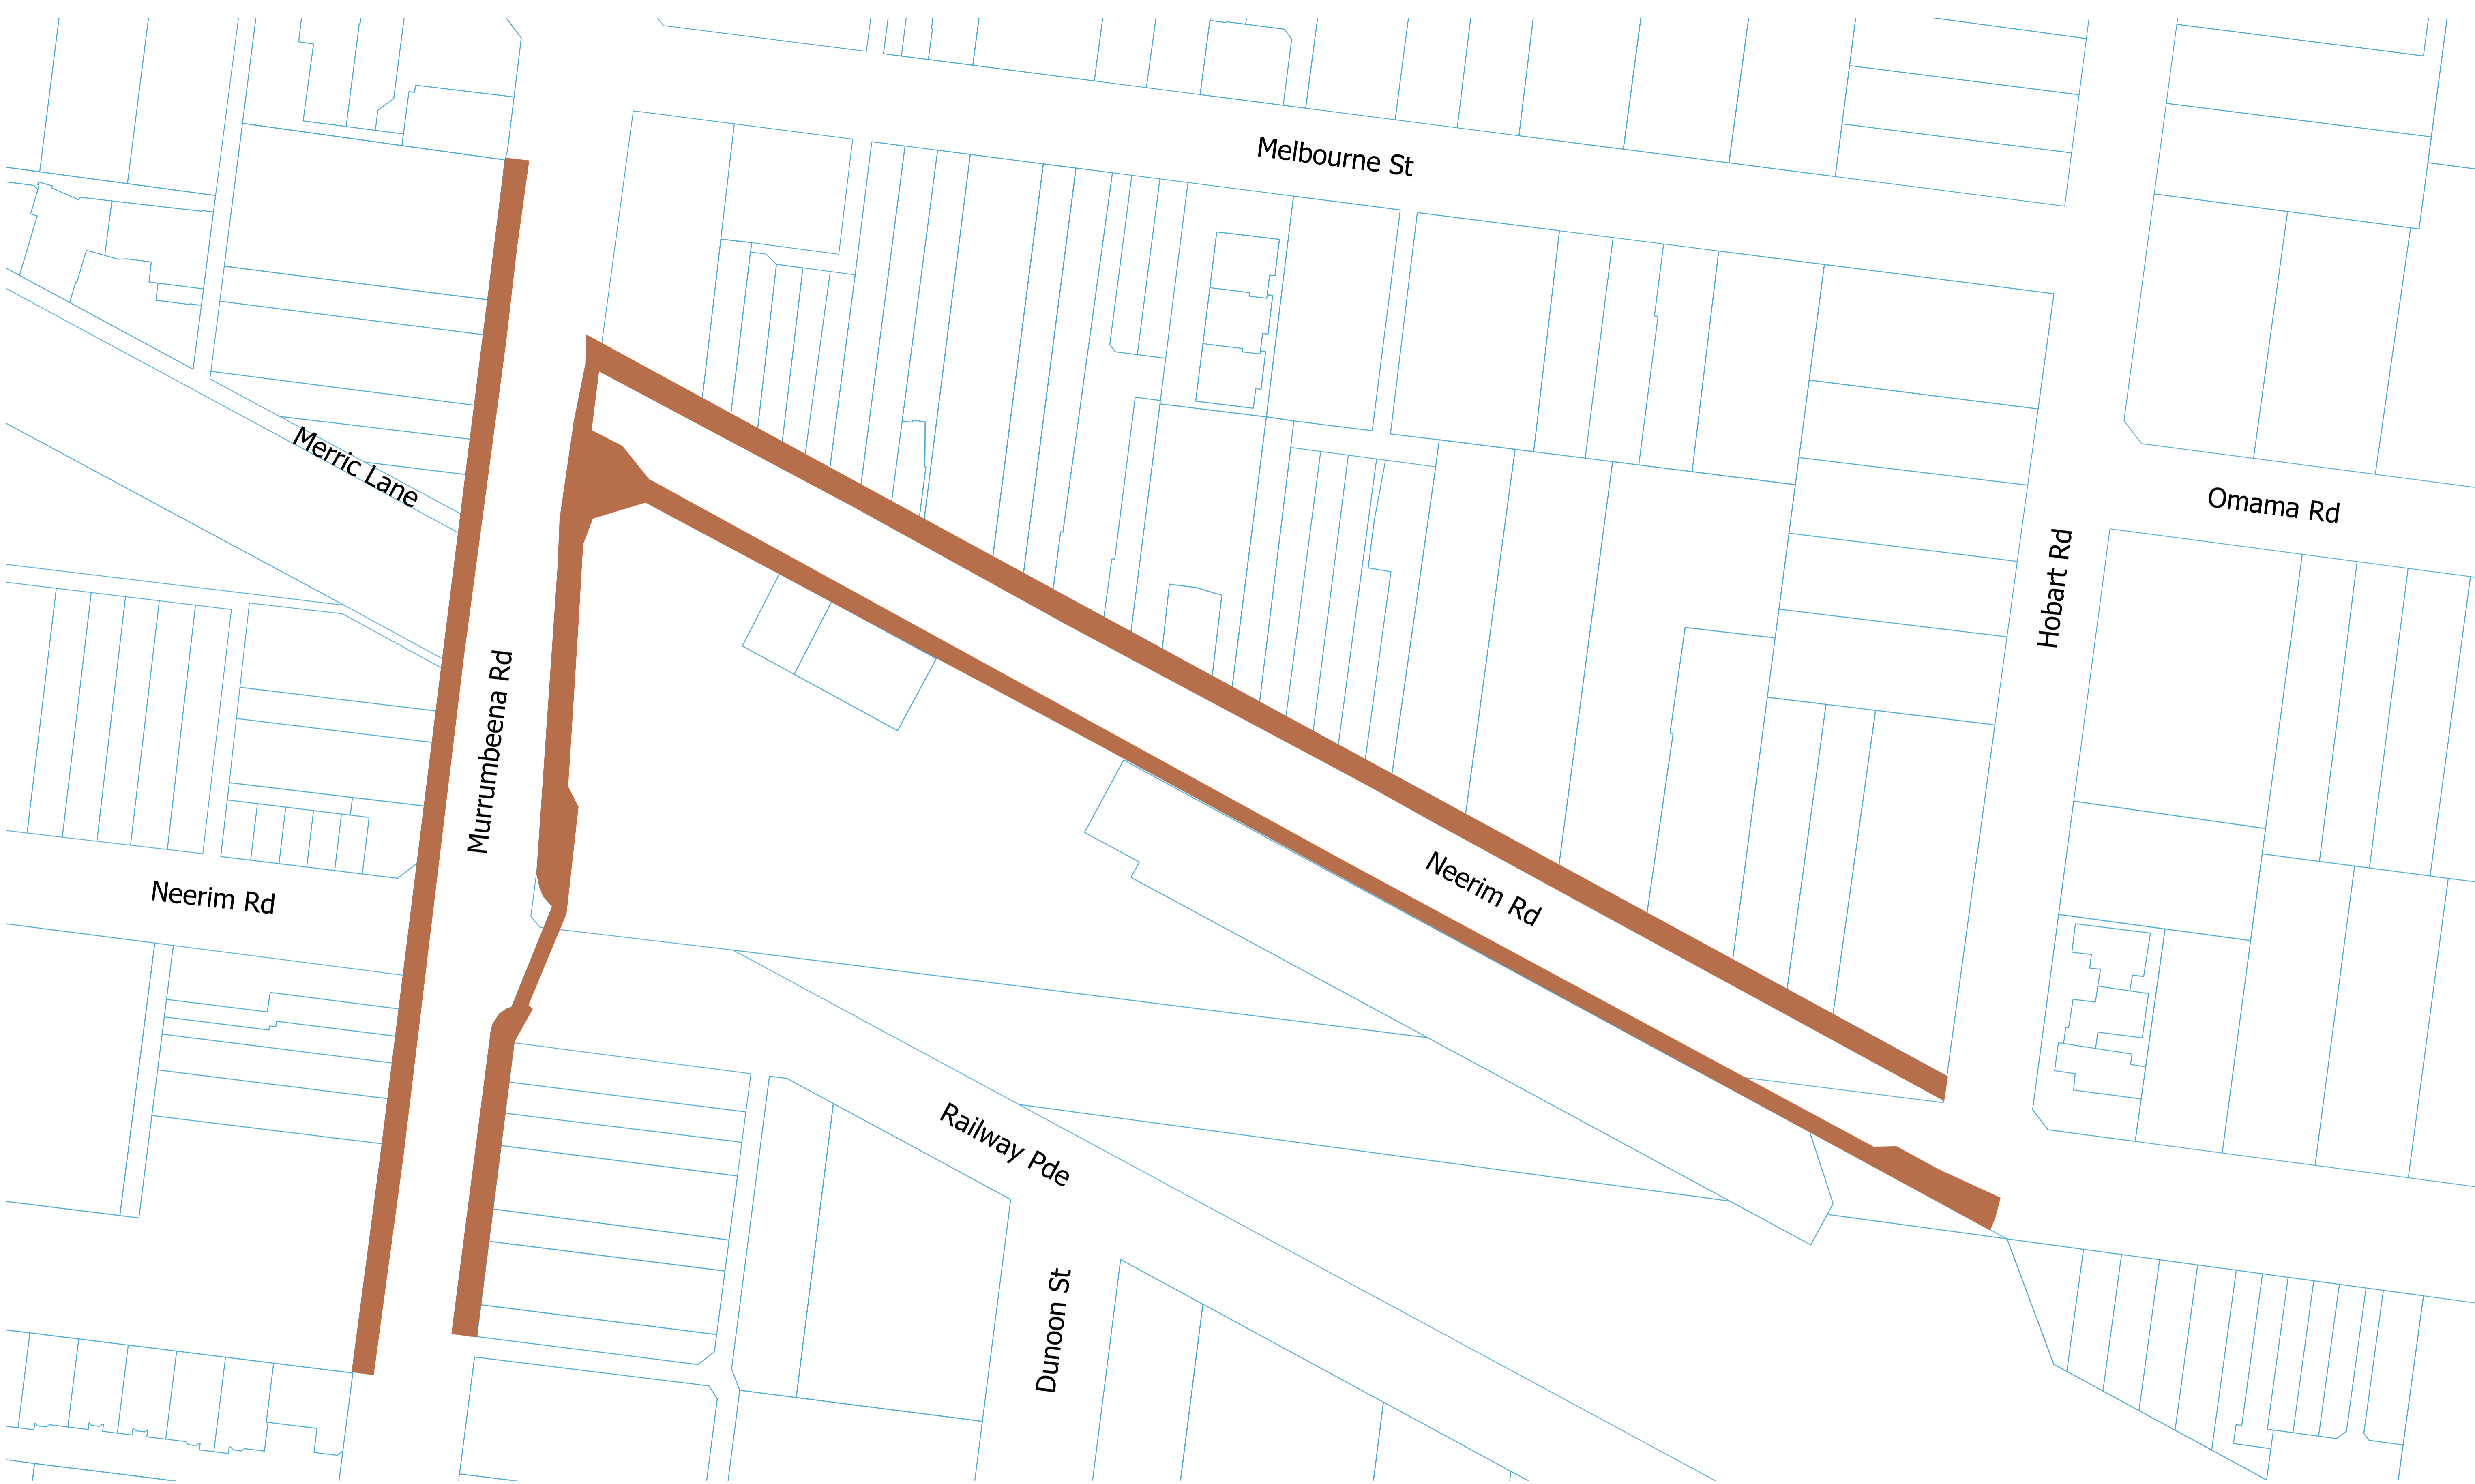 Melbourne St
Merric Lane
Omama Rd
Hobart Rd
Murrumbeena Rd
Neerim Rd
Neerim Rd
Railway Pde
Dunoon St